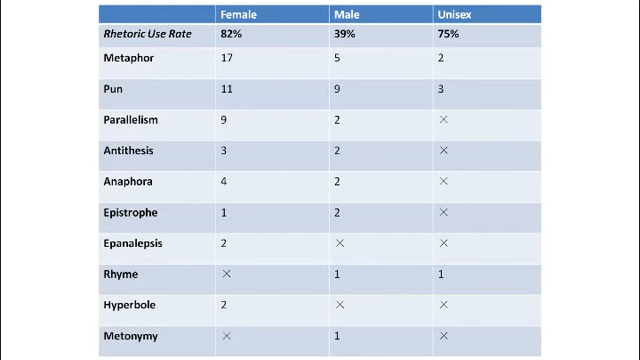 Female Male Unisex
Rhetoric Use Rate 82% 39% 75%
Metaphor 17 5 2
Pun 11 9 3
Parallelism 9 2 ×
Antithesis 3 2 ×
Anaphora 4 2 ×
Epistrophe 1 2 ×
Epanalepsis 2 × ×
Rhyme × 1 1
Hyperbole 2 × ×
Metonymy × 1 ×